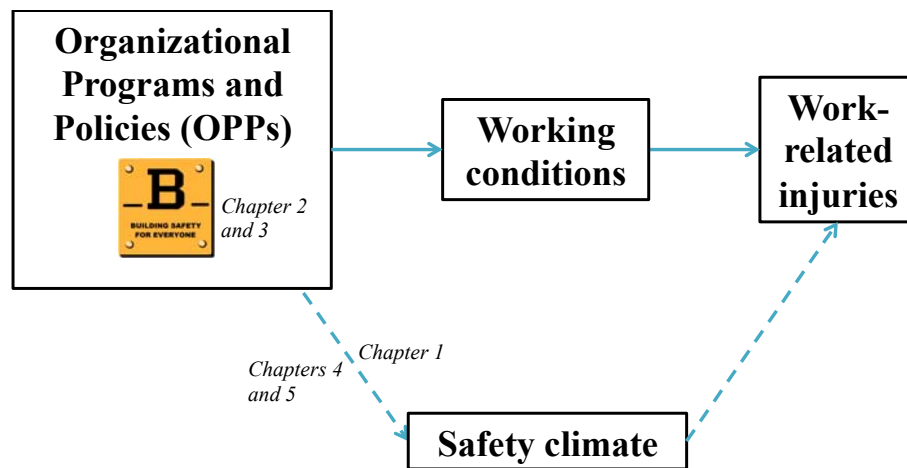 Organizational
Programs and
Policies (OPPs)
B
BUILDING SAFETY
FOR EVERYONE
Chapter 2
and 3
Working
conditions
Work-
related
injuries
Chapter 1
Chapters 4
and 5
Safety climate